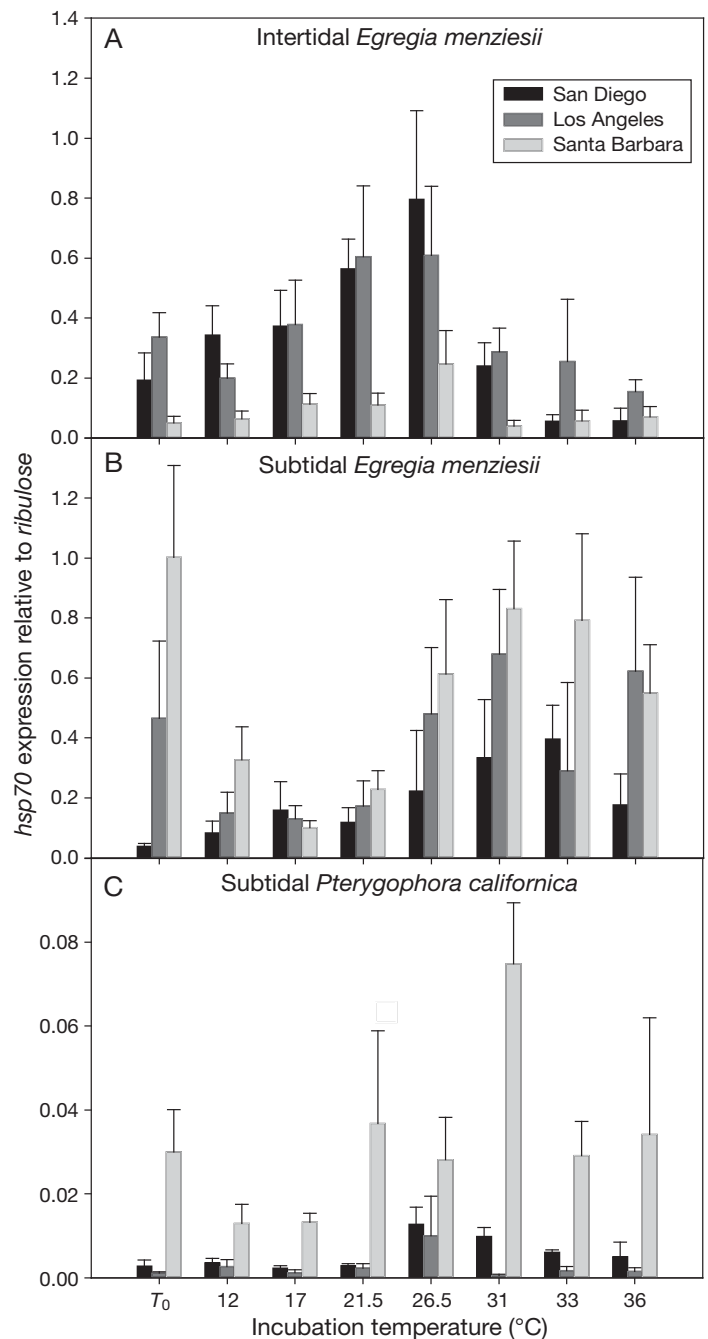 A
Intertidal Egregia menziesii
1.4
1.2
1.0
0.8
0.6
0.4
0.2
0.0
San Diego
Los Angeles
Santa Barbara
B
Subtidal Egregia menziesii
1.2
1.0
0.8
0.6
0.4
0.2
0.0
hsp70 expression relative to ribulose
C
Subtidal Pterygophora californica
0.08
0.06
0.04
0.02
0.00
T0 12 17 21.5 26.5 31 33 36
Incubation temperature (°C)